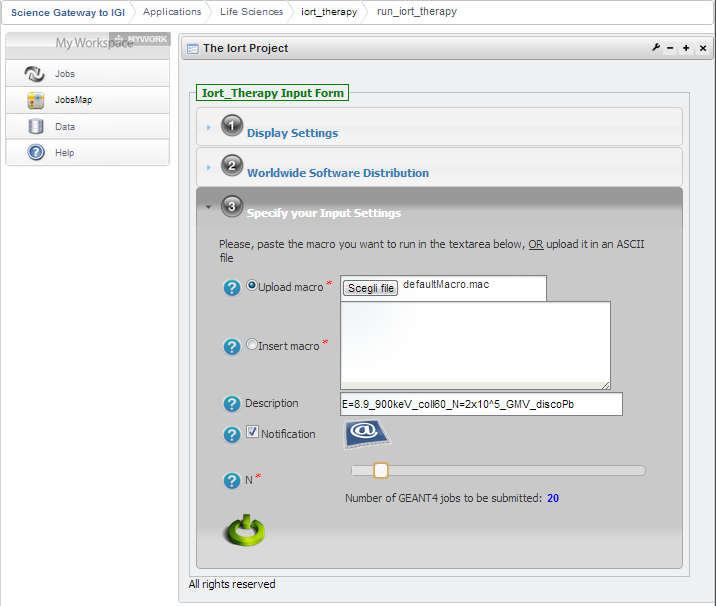 Science Gateway to IGI Applications Life Sciences iort_therapy run_iort_therapy
My Workspace MYWORK
Jobs
JobsMap
Data
Help
The Iort Project
Iort_Therapy Input Form
1 Display Settings
2 Worldwide Software Distribution
3 Specify your Input Settings
Please, paste the macro you want to run in the textarea below, OR upload it in an ASCII
file
? Upload macro * Scegli file defaultMacro.mac
? Insert macro *
? Description E=8.9_900keV_coll60_N=2x10^5_GMV_discoPb
? Notification @
? N *
Number of GEANT4 jobs to be submitted: 20
All rights reserved